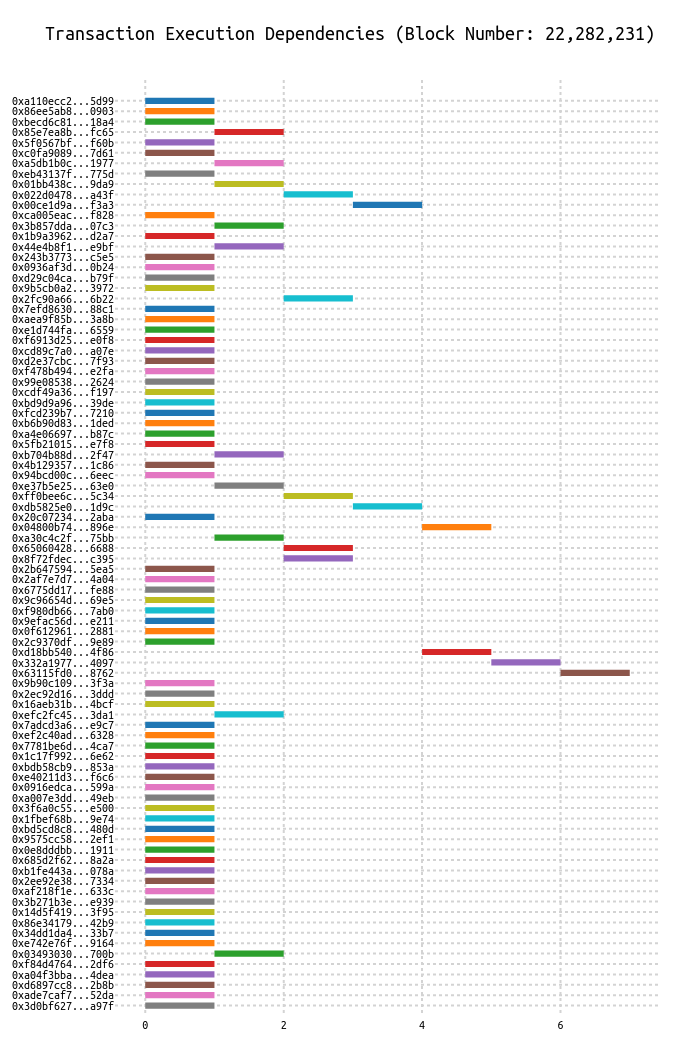 Transaction Execution Dependencies (Block Number: 22,282,231)
0xa110ecc2...5d99
0x86ee5ab8...0903
0xbecd6c81...18a4
0x85e7ea8b...fc65
0x5f0567bf...f60b
0xc0fa9089...7d61
0xa5db1b0c...1977
0xeb43137f...775d
0x01bb438c...9da9
0x022d0478...a43f
0x00ce1d9a...f3a3
0xca005eac...f828
0x3b857dda...07c3
0x1b9a3962...d2a7
0x44e4b8f1...e9bf
0x243b3773...c5e5
0x0936af3d...0b24
0xd29c04ca...b79f
0x9b5cb0a2...3972
0x2fc90a66...6b22
0x7efd8630...88c1
0xaea9f85b...3a8b
0xe1d744fa...6559
0xf6913d25...e0f8
0xcd89c7a0...a07e
0xd2e37cbc...7f93
0xf478b494...e2fa
0x99e08538...2624
0xcdf49a36...f197
0xbd9d9a96...39de
0xfcd239b7...7210
0xb6b90d83...1ded
0xa4e06697...b87c
0x5fb21015...e7f8
0xb704b88d...2f47
0x4b129357...1c86
0x94bcd00c...6eec
0xe37b5e25...63e0
0xff0bee6c...5c34
0xdb5825e0...1d9c
0x20c07234...2aba
0x04800b74...896e
0xa30c4c2f...75bb
0x65060428...6688
0x8f72fdec...c395
0x2b647594...5ea5
0x2af7e7d7...4a04
0x6775dd17...fe88
0x9c96654d...69e5
0xf980db66...7ab0
0x9efac56d...e211
0x0f612961...2881
0x2c9370df...9e89
0xd18bb540...4f86
0x332a1977...4097
0x63115fd0...8762
0x9b90c109...3f3a
0x2ec92d16...3ddd
0x16aeb31b...4bcf
0xefc2fc45...3da1
0x7adcd3a6...e9c7
0xef2c40ad...6328
0x7781be6d...4ca7
0x1c17f992...6e62
0xbdb58cb9...853a
0xe40211d3...f6c6
0x0916edca...599a
0xa007e3dd...49eb
0x3f6a0c55...e500
0x1fbef68b...9e74
0xbd5cd8c8...480d
0x9575cc58...2ef1
0x0e8dddbb...1911
0x685d2f62...8a2a
0xb1fe443a...078a
0x2ee92e38...7334
0xaf218f1e...633c
0x3b271b3e...e939
0x14d5f419...3f95
0x86e34179...42b9
0x34dd1da4...33b7
0xe742e76f...9164
0x03493030...700b
0xf84d4764...2df6
0xa04f3bba...4dea
0xd6897cc8...2b8b
0xade7caf7...52da
0x3d0bf627...a97f
0 2 4 6